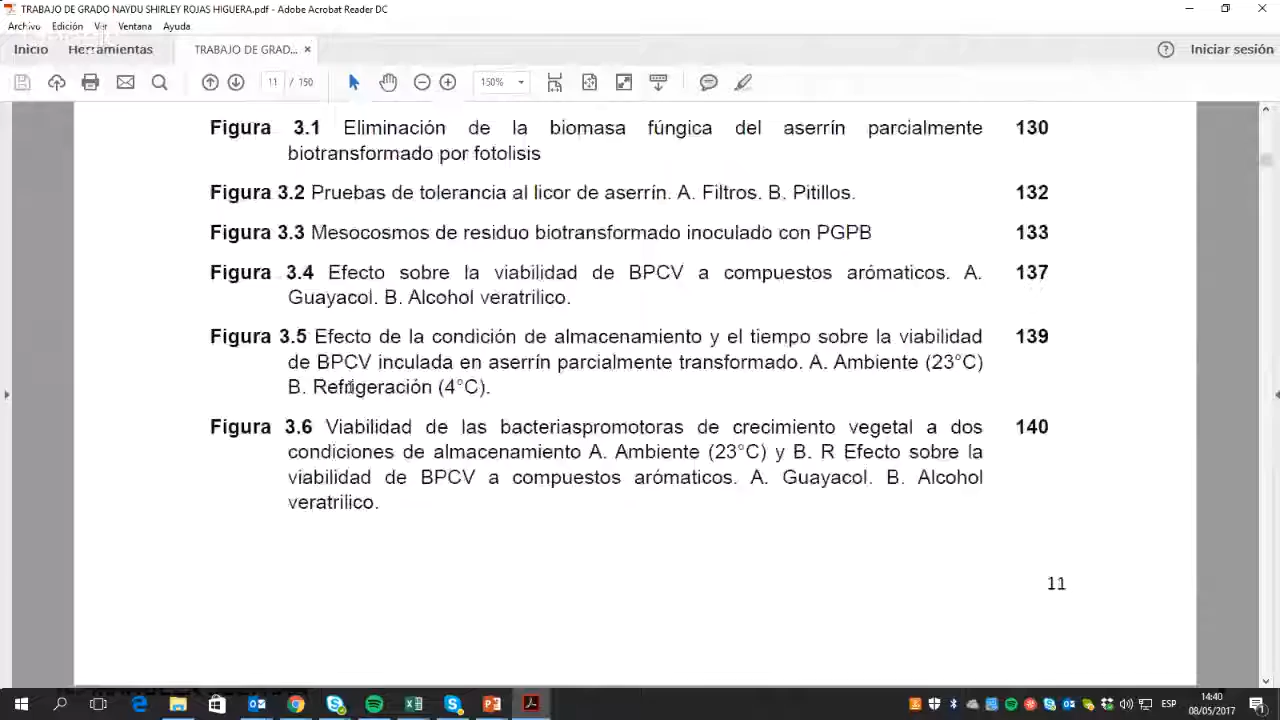 TRABAJO DE GRADO NAYDU SHIRLEY ROJAS HIGUERA.pdf - Adobe Acrobat Reader DC
Archivo Edición Ver Ventana Ayuda
Inicio Herramientas TRABAJO DE GRAD... × ? Iniciar sesión
11 / 150 150%
Figura 3.1 Eliminación de la biomasa fúngica del aserrín parcialmente 130
biotransformado por fotolisis
Figura 3.2 Pruebas de tolerancia al licor de aserrín. A. Filtros. B. Pitillos. 132
Figura 3.3 Mesocosmos de residuo biotransformado inoculado con PGPB 133
Figura 3.4 Efecto sobre la viabilidad de BPCV a compuestos arómaticos. A. 137
Guayacol. B. Alcohol veratrilico.
Figura 3.5 Efecto de la condición de almacenamiento y el tiempo sobre la viabilidad 139
de BPCV inculada en aserrín parcialmente transformado. A. Ambiente (23°C)
B. Refrigeración (4°C).
Figura 3.6 Viabilidad de las bacteriaspromotoras de crecimiento vegetal a dos 140
condiciones de almacenamiento A. Ambiente (23°C) y B. R Efecto sobre la
viabilidad de BPCV a compuestos arómaticos. A. Guayacol. B. Alcohol
veratrilico.
11
ESP 14:40
08/05/2017